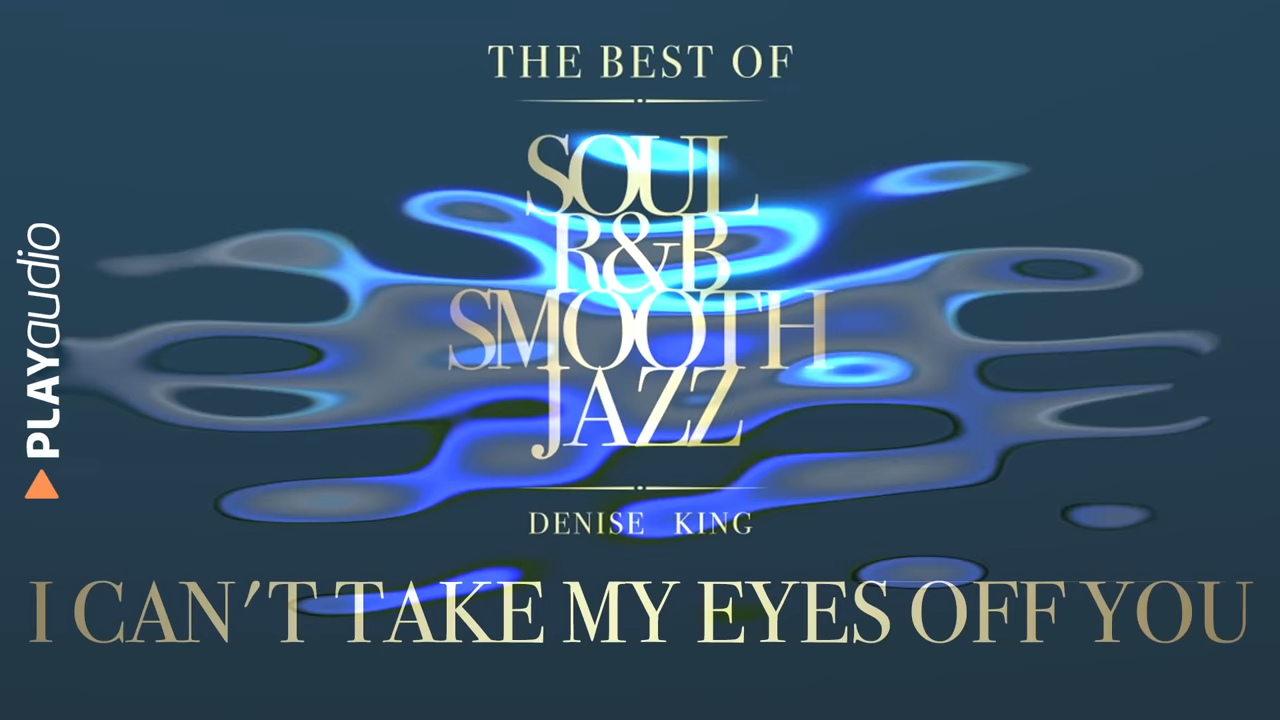 THE BEST OF
SOUL
R&B
SMOOTH
JAZZ
DENISE KING
I CAN'T TAKE MY EYES OFF YOU
PLAYaudio